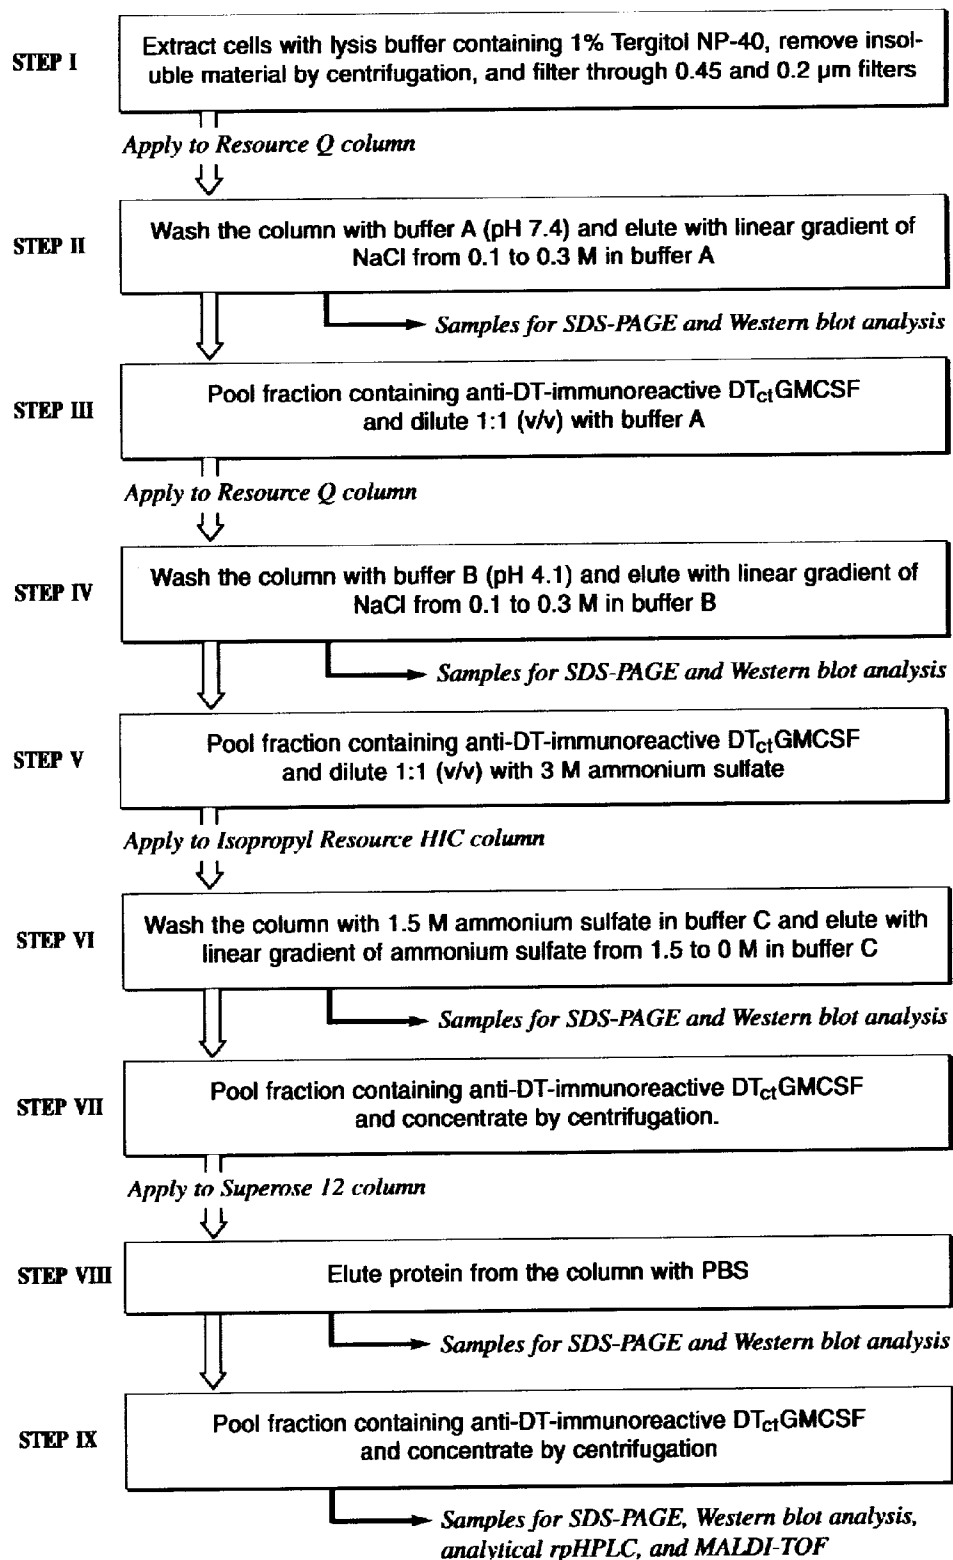 STEP I
Extract cells with lysis buffer containing 1% Tergitol NP-40, remove insol-
uble material by centrifugation, and filter through 0.45 and 0.2 µm filters
Apply to Resource Q column
STEP II
Wash the column with buffer A (pH 7.4) and elute with linear gradient of
NaCl from 0.1 to 0.3 M in buffer A
Samples for SDS-PAGE and Western blot analysis
STEP III
Pool fraction containing anti-DT-immunoreactive DTctGMCSF
and dilute 1:1 (v/v) with buffer A
Apply to Resource Q column
STEP IV
Wash the column with buffer B (pH 4.1) and elute with linear gradient of
NaCl from 0.1 to 0.3 M in buffer B
Samples for SDS-PAGE and Western blot analysis
STEP V
Pool fraction containing anti-DT-immunoreactive DTctGMCSF
and dilute 1:1 (v/v) with 3 M ammonium sulfate
Apply to Isopropyl Resource HIC column
STEP VI
Wash the column with 1.5 M ammonium sulfate in buffer C and elute with
linear gradient of ammonium sulfate from 1.5 to 0 M in buffer C
Samples for SDS-PAGE and Western blot analysis
STEP VII
Pool fraction containing anti-DT-immunoreactive DTctGMCSF
and concentrate by centrifugation.
Apply to Superose 12 column
STEP VIII
Elute protein from the column with PBS
Samples for SDS-PAGE and Western blot analysis
STEP IX
Pool fraction containing anti-DT-immunoreactive DTctGMCSF
and concentrate by centrifugation
Samples for SDS-PAGE, Western blot analysis,
analytical rpHPLC, and MALDI-TOF